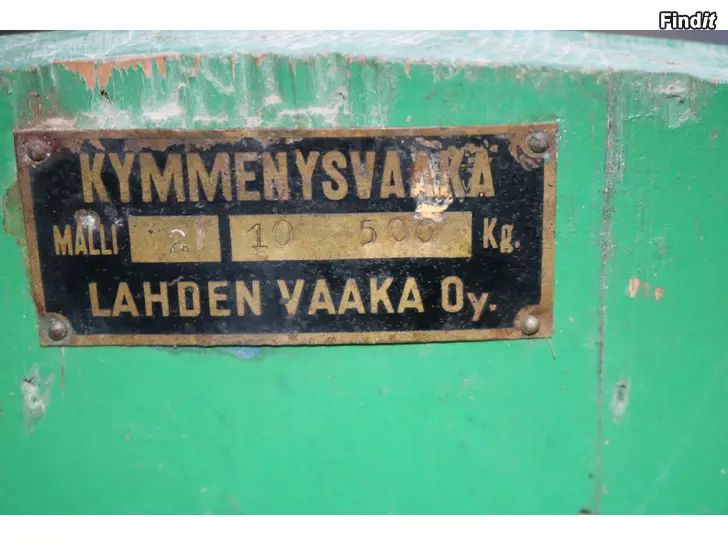 Findit
KYMMENYSVAAKA
MALLI 2 10 500 Kg.
LAHDEN VAAKA Oy.